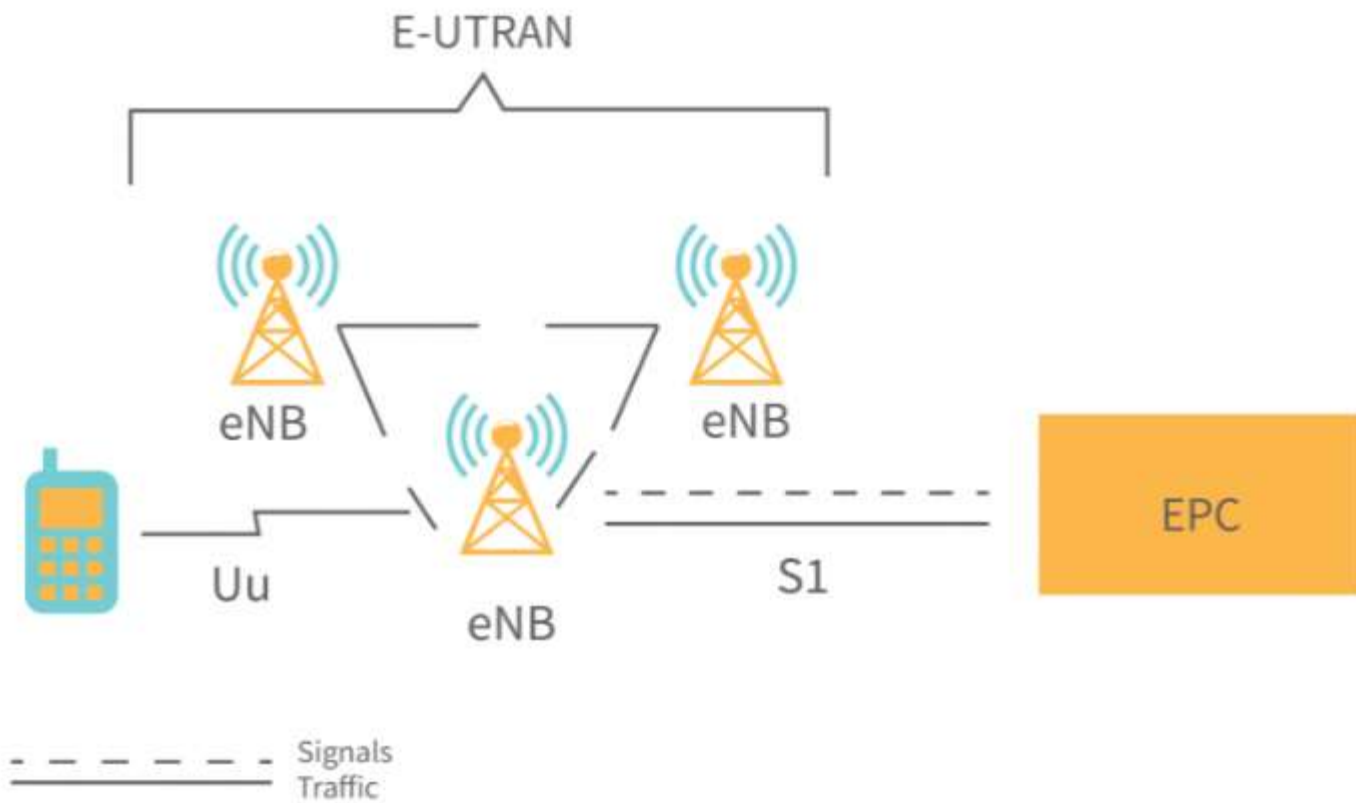 E-UTRAN
eNB
eNB
EPC
Uu
S1
eNB
Signals
Traffic